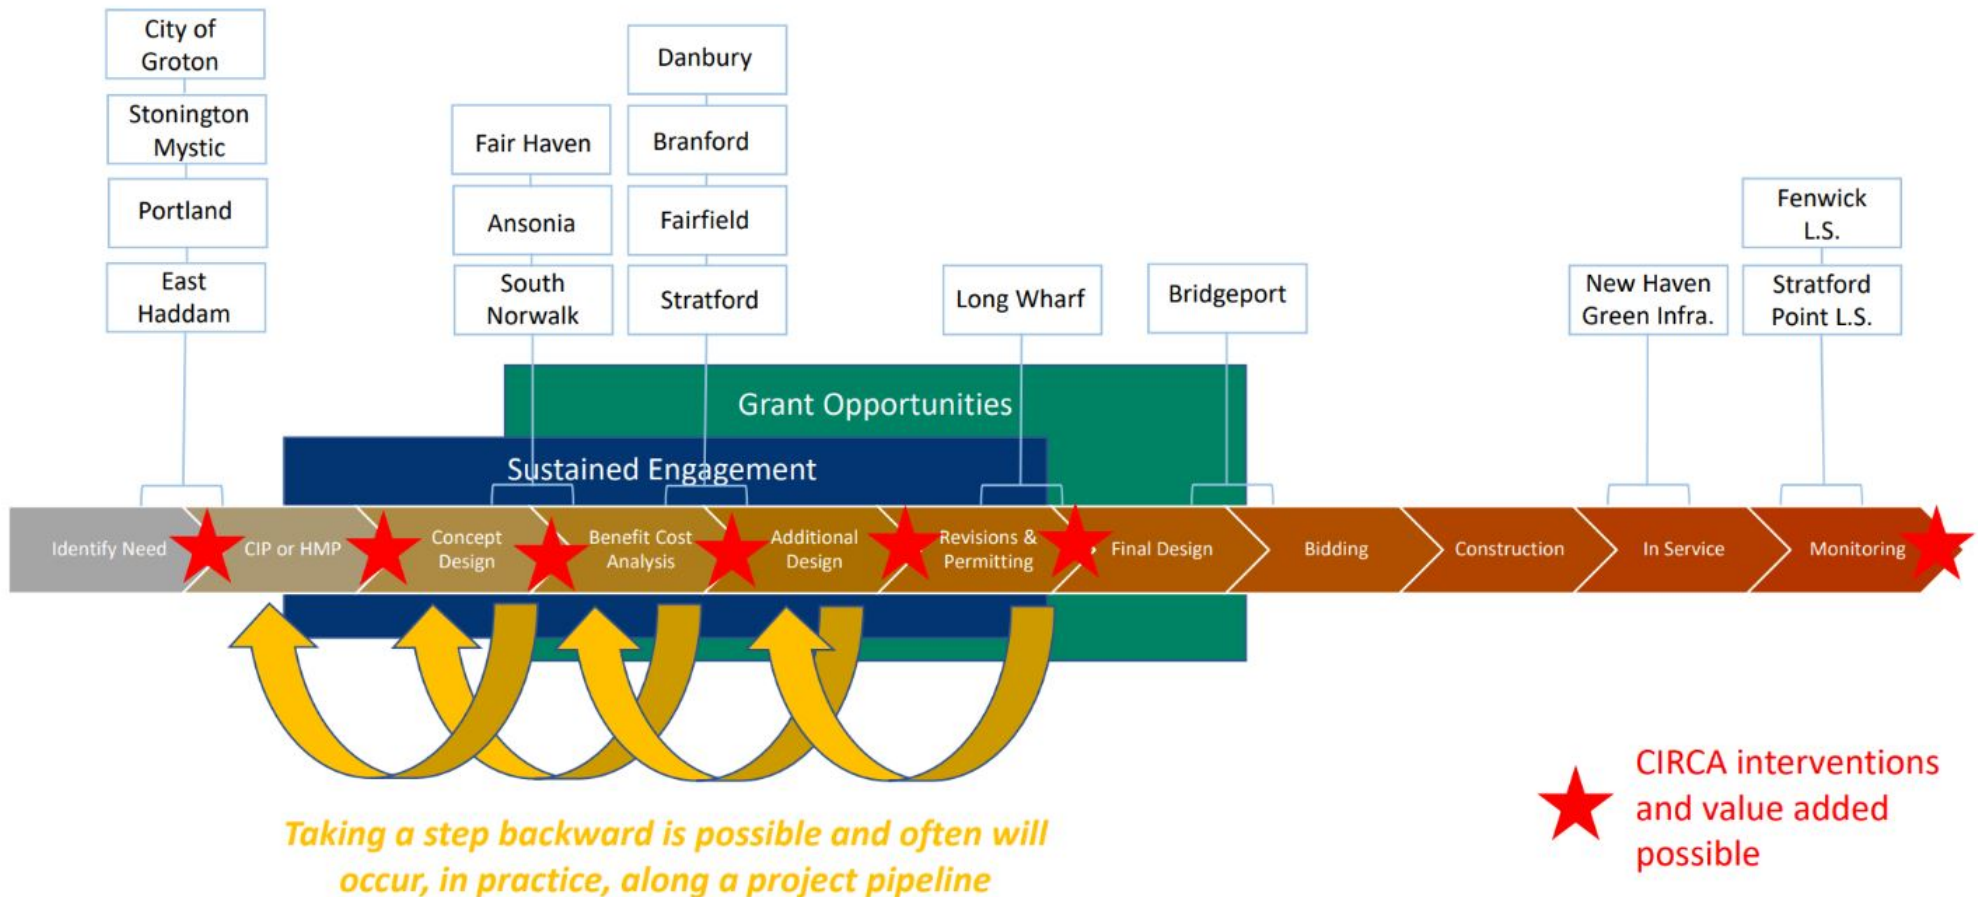 City of
Groton
Stonington
Mystic
Portland
East
Haddam
Fair Haven
Ansonia
South
Norwalk
Danbury
Branford
Fairfield
Stratford
Long Wharf
Bridgeport
New Haven
Green Infra.
Fenwick
L.S.
Stratford
Point L.S.
Grant Opportunities
Sustained Engagement
Identify Need
CIP or HMP
Concept
Design
Benefit Cost
Analysis
Additional
Design
Revisions &
Permitting
Final Design
Bidding
Construction
In Service
Monitoring
Taking a step backward is possible and often will
occur, in practice, along a project pipeline
CIRCA interventions
and value added
possible